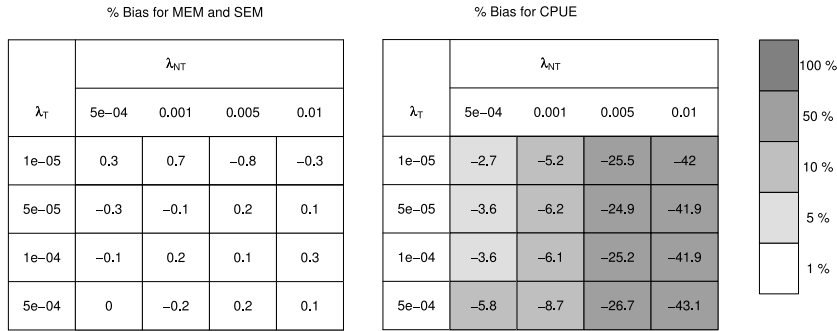 % Bias for MEM and SEM
λNT
λT 5e−04 0.001 0.005 0.01
1e−05 0.3 0.7 −0.8 −0.3
5e−05 −0.3 −0.1 0.2 0.1
1e−04 −0.1 0.2 0.1 0.3
5e−04 0 −0.2 0.2 0.1
% Bias for CPUE
λNT
λT 5e−04 0.001 0.005 0.01
1e−05 −2.7 −5.2 −25.5 −42
5e−05 −3.6 −6.2 −24.9 −41.9
1e−04 −3.6 −6.1 −25.2 −41.9
5e−04 −5.8 −8.7 −26.7 −43.1
100 %
50 %
10 %
5 %
1 %